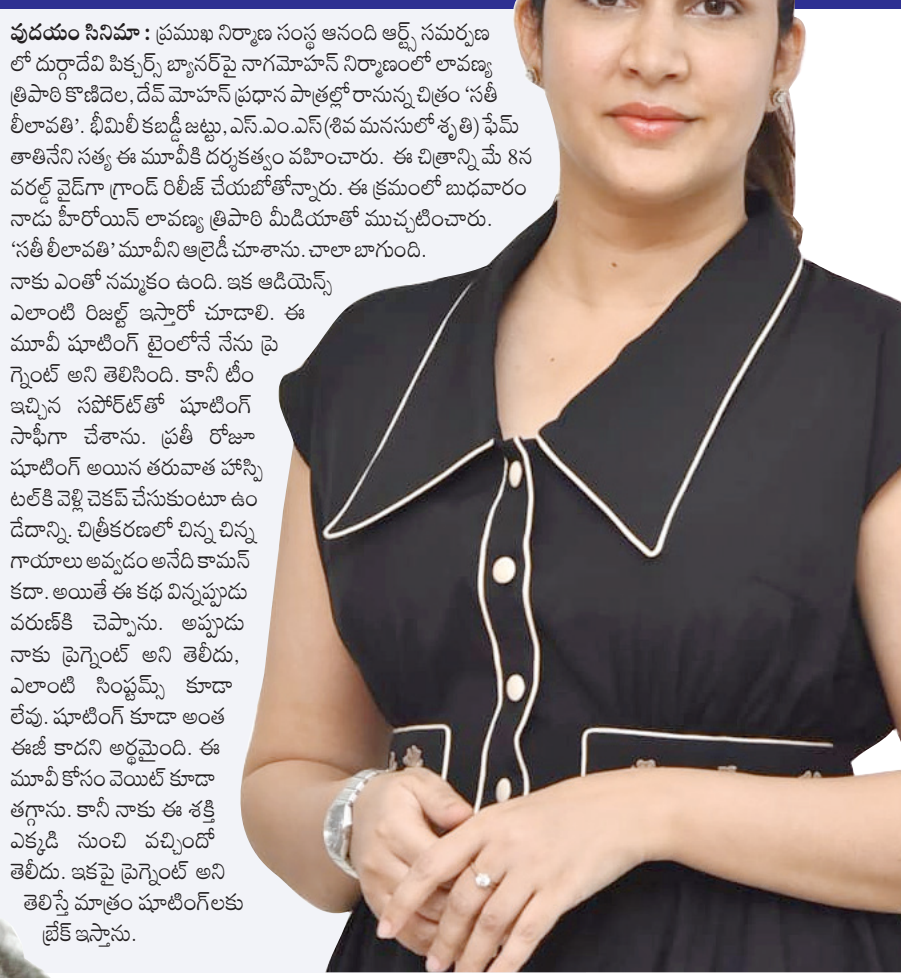 వుదయం సినిమా : ప్రముఖ నిర్మాణ సంస్థ ఆనంది ఆర్ట్స్ సమర్పణ
లో దుర్గాదేవి పిక్చర్స్ బ్యానర్‌పై నాగమోహన్ నిర్మాణంలో లావణ్య
త్రిపాఠి కొణిదెల, దేవ్ మోహన్ ప్రధాన పాత్రల్లో రానున్న చిత్రం ‘సతీ
లీలావతి’. భీమిలీ కబడ్డీ జట్టు, ఎస్.ఎం.ఎస్(శివ మనసులో శృతి) ఫేమ్
తాతినేని సత్య ఈ మూవీకి దర్శకత్వం వహించారు. ఈ చిత్రాన్ని మే 8న
వరల్డ్ వైడ్‌గా గ్రాండ్ రిలీజ్ చేయబోతోన్నారు. ఈ క్రమంలో బుధవారం
నాడు హీరోయిన్ లావణ్య త్రిపాఠి మీడియాతో ముచ్చటించారు.
‘సతీ లీలావతి’ మూవీని ఆల్రెడీ చూశాను. చాలా బాగుంది.
నాకు ఎంతో నమ్మకం ఉంది. ఇక ఆడియెన్స్
ఎలాంటి రిజల్ట్ ఇస్తారో చూడాలి. ఈ
మూవీ షూటింగ్ టైంలోనే నేను ప్రె
గ్నెంట్ అని తెలిసింది. కానీ టీం
ఇచ్చిన సపోర్ట్‌తో షూటింగ్
సాఫీగా చేశాను. ప్రతీ రోజూ
షూటింగ్ అయిన తరువాత హాస్పి
టల్‌కి వెళ్లి చెకప్ చేసుకుంటూ ఉం
డేదాన్ని. చిత్రీకరణలో చిన్న చిన్న
గాయాలు అవ్వడం అనేది కామన్
కదా. అయితే ఈ కథ విన్నప్పుడు
వరుణ్‌కి చెప్పాను. అప్పుడు
నాకు ప్రెగ్నెంట్ అని తెలీదు,
ఎలాంటి సింప్టమ్స్ కూడా
లేవు. షూటింగ్ కూడా అంత
ఈజీ కాదని అర్థమైంది. ఈ
మూవీ కోసం వెయిట్ కూడా
తగ్గాను. కానీ నాకు ఈ శక్తి
ఎక్కడి నుంచి వచ్చిందో
తెలీదు. ఇకపై ప్రెగ్నెంట్ అని
తెలిస్తే మాత్రం షూటింగ్‌లకు
బ్రేక్ ఇస్తాను.